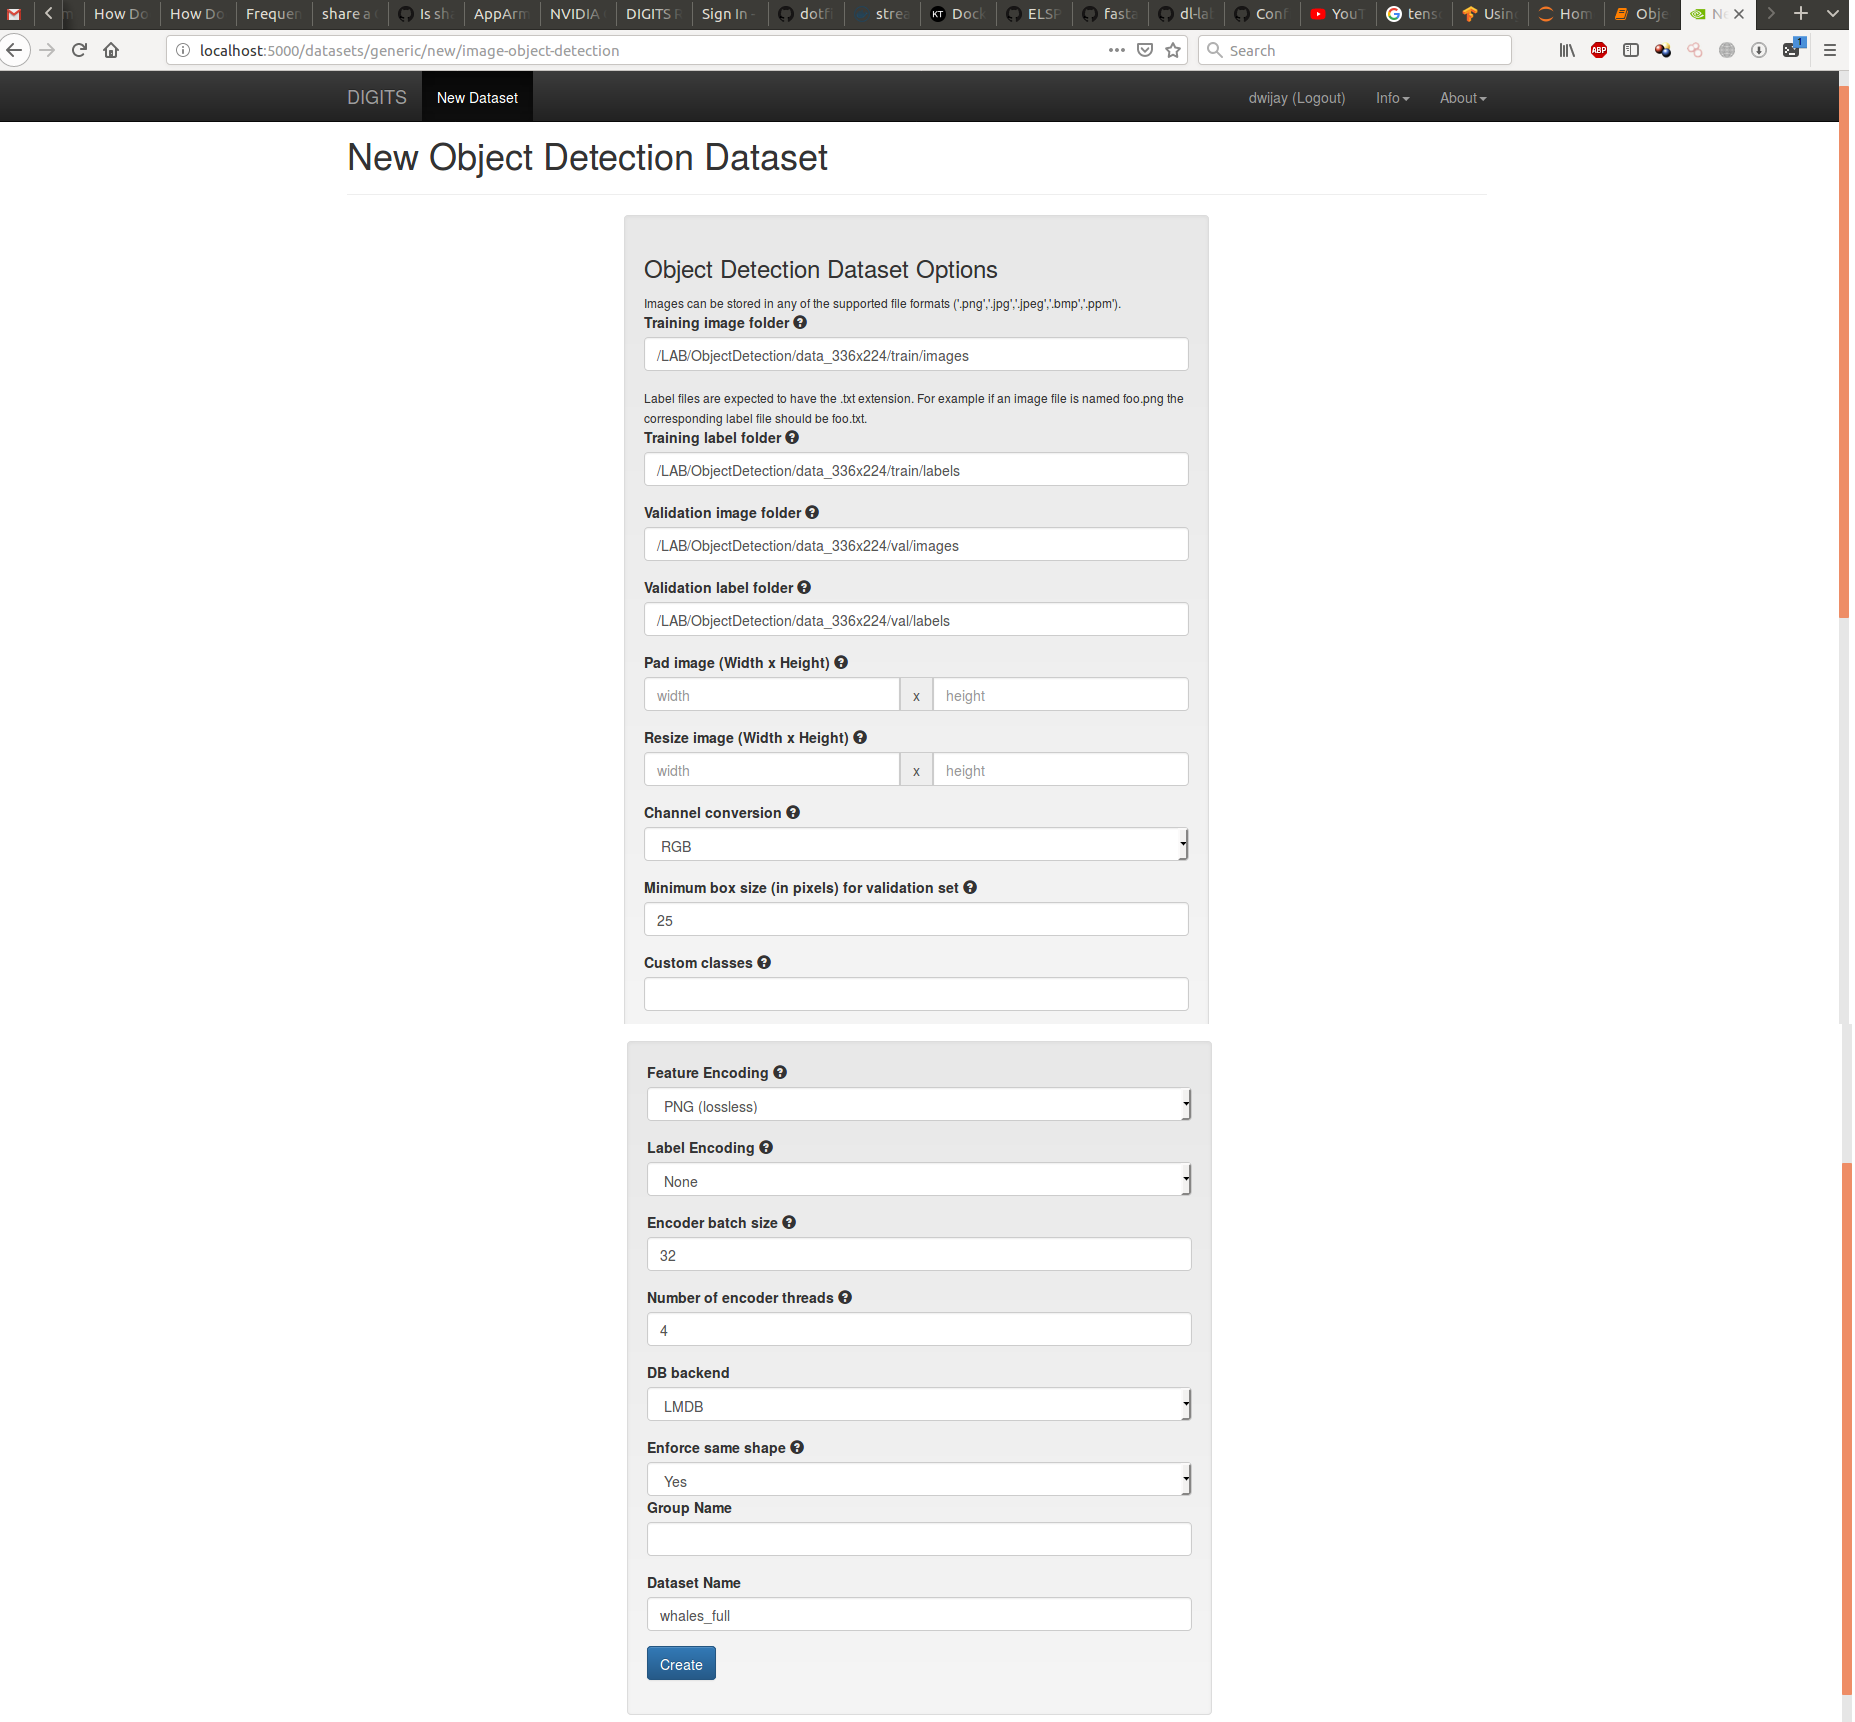 How Do
How Do
Frequen
share a
Is sh
AppArm
NVIDIA
DIGITS
Sign In -
dotfi
strea
KT Dock
ELSP
fasta
dl-la
Conf
YouT
tens
Usin
Hom
Obje
localhost:5000/datasets/generic/new/image-object-detection
Search
ABP
1
DIGITS
New Dataset
dwijay (Logout)
Info
About
New Object Detection Dataset
Object Detection Dataset Options
Images can be stored in any of the supported file formats ('.png','.jpg','.jpeg','.bmp','.ppm').
Training image folder ?
/LAB/ObjectDetection/data_336x224/train/images
Label files are expected to have the .txt extension. For example if an image file is named foo.png the
corresponding label file should be foo.txt.
Training label folder ?
/LAB/ObjectDetection/data_336x224/train/labels
Validation image folder ?
/LAB/ObjectDetection/data_336x224/val/images
Validation label folder ?
/LAB/ObjectDetection/data_336x224/val/labels
Pad image (Width x Height) ?
width x height
Resize image (Width x Height) ?
width x height
Channel conversion ?
RGB
Minimum box size (in pixels) for validation set ?
25
Custom classes ?
Feature Encoding ?
PNG (lossless)
Label Encoding ?
None
Encoder batch size ?
32
Number of encoder threads ?
4
DB backend
LMDB
Enforce same shape ?
Yes
Group Name
Dataset Name
whales_full
Create